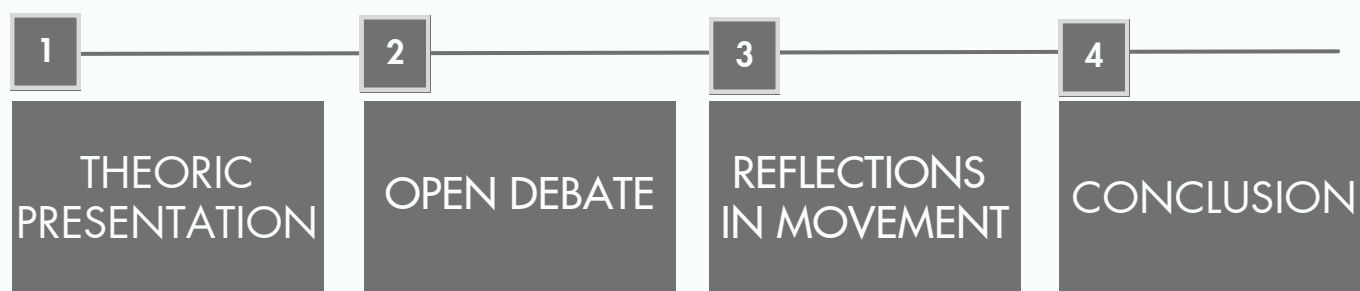 1
THEORIC
PRESENTATION
2
OPEN DEBATE
3
REFLECTIONS
IN MOVEMENT
4
CONCLUSION